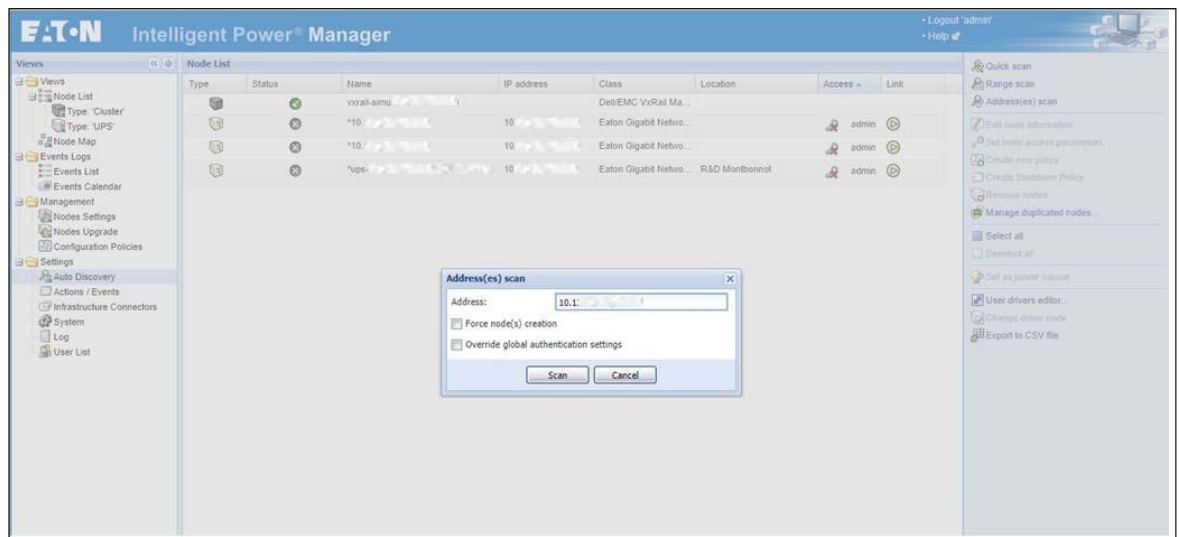 EATON Intelligent Power® Manager
• Logout 'admin'
• Help
Views
Views
Node List
Type: 'Cluster'
Type: 'UPS'
Node Map
Events Logs
Events List
Events Calendar
Management
Nodes Settings
Nodes Upgrade
Configuration Policies
Settings
Auto Discovery
Actions / Events
Infrastructure Connectors
System
Log
User List
Node List
Type Status Name IP address Class Location Access Link
vxrail-simu Dell/EMC VxRail Ma...
*10. 10. Eaton Gigabit Netwo... admin
*10. 10. Eaton Gigabit Netwo... admin
*ups- 10. Eaton Gigabit Netwo... R&D Montbonnot admin
Address(es) scan
Address: 10.1
Force node(s) creation
Override global authentication settings
Scan Cancel
Quick scan
Range scan
Address(es) scan
Edit node information
Set node access parameters
Create new policy
Create Shutdown Policy
Remove nodes
Manage duplicated nodes...
Select all
Deselect all
Set as power source
User drivers editor...
Change driver node
Export to CSV file